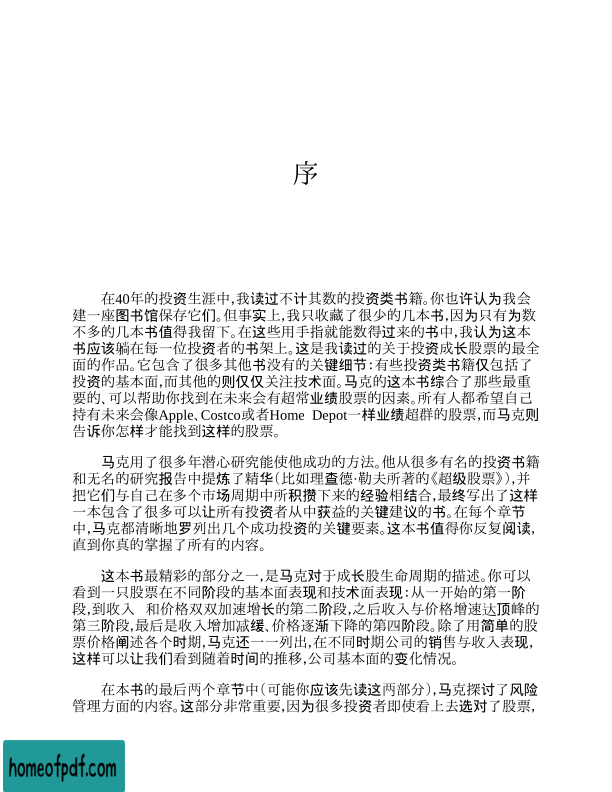 序
在40年的投资生涯中,我读过不计其数的投资类书籍。你也许认为我会
建一座图书馆保存它们。但事实上,我只收藏了很少的几本书,因为只有为数
不多的几本书值得我留下。在这些用手指就能数得过来的书中,我认为这本
书应该躺在每一位投资者的书架上。这是我读过的关于投资成长股票的最全
面的作品。它包含了很多其他书没有的关键细节:有些投资类书籍仅包括了
投资的基本面,而其他的则仅仅关注技术面。马克的这本书综合了那些最重
要的、可以帮助你找到在未来会有超常业绩股票的因素。所有人都希望自己
持有未来会像Apple、Costco或者Home Depot一样业绩超群的股票,而马克则
告诉你怎样才能找到这样的股票。
马克用了很多年潜心研究能使他成功的方法。他从很多有名的投资书籍
和无名的研究报告中提炼了精华(比如理查德·勒夫所著的《超级股票》),并
把它们与自己在多个市场周期中所积攒下来的经验相结合,最终写出了这样
一本包含了很多可以让所有投资者从中获益的关键建议的书。在每个章节
中,马克都清晰地罗列出几个成功投资的关键要素。这本书值得你反复阅读,
直到你真的掌握了所有的内容。
这本书最精彩的部分之一,是马克对于成长股生命周期的描述。你可以
看到一只股票在不同阶段的基本面表现和技术面表现:从一开始的第一阶
段,到收入 和价格双双加速增长的第二阶段,之后收入与价格增速达顶峰的
第三阶段,最后是收入增加减缓、价格逐渐下降的第四阶段。除了用简单的股
票价格阐述各个时期,马克还一一列出,在不同时期公司的销售与收入表现,
这样可以让我们看到随着时间的推移,公司基本面的变化情况。
在本书的最后两个章节中(可能你应该先读这两部分),马克探讨了风险
管理方面的内容。这部分非常重要,因为很多投资者即使看上去选对了股票,
homeofpdf.com